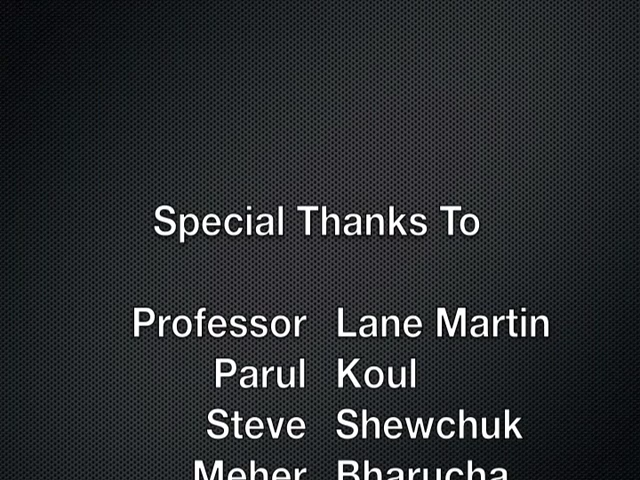 Special Thanks To
Professor Lane Martin
Parul Koul
Steve Shewchuk
Meher Bharucha